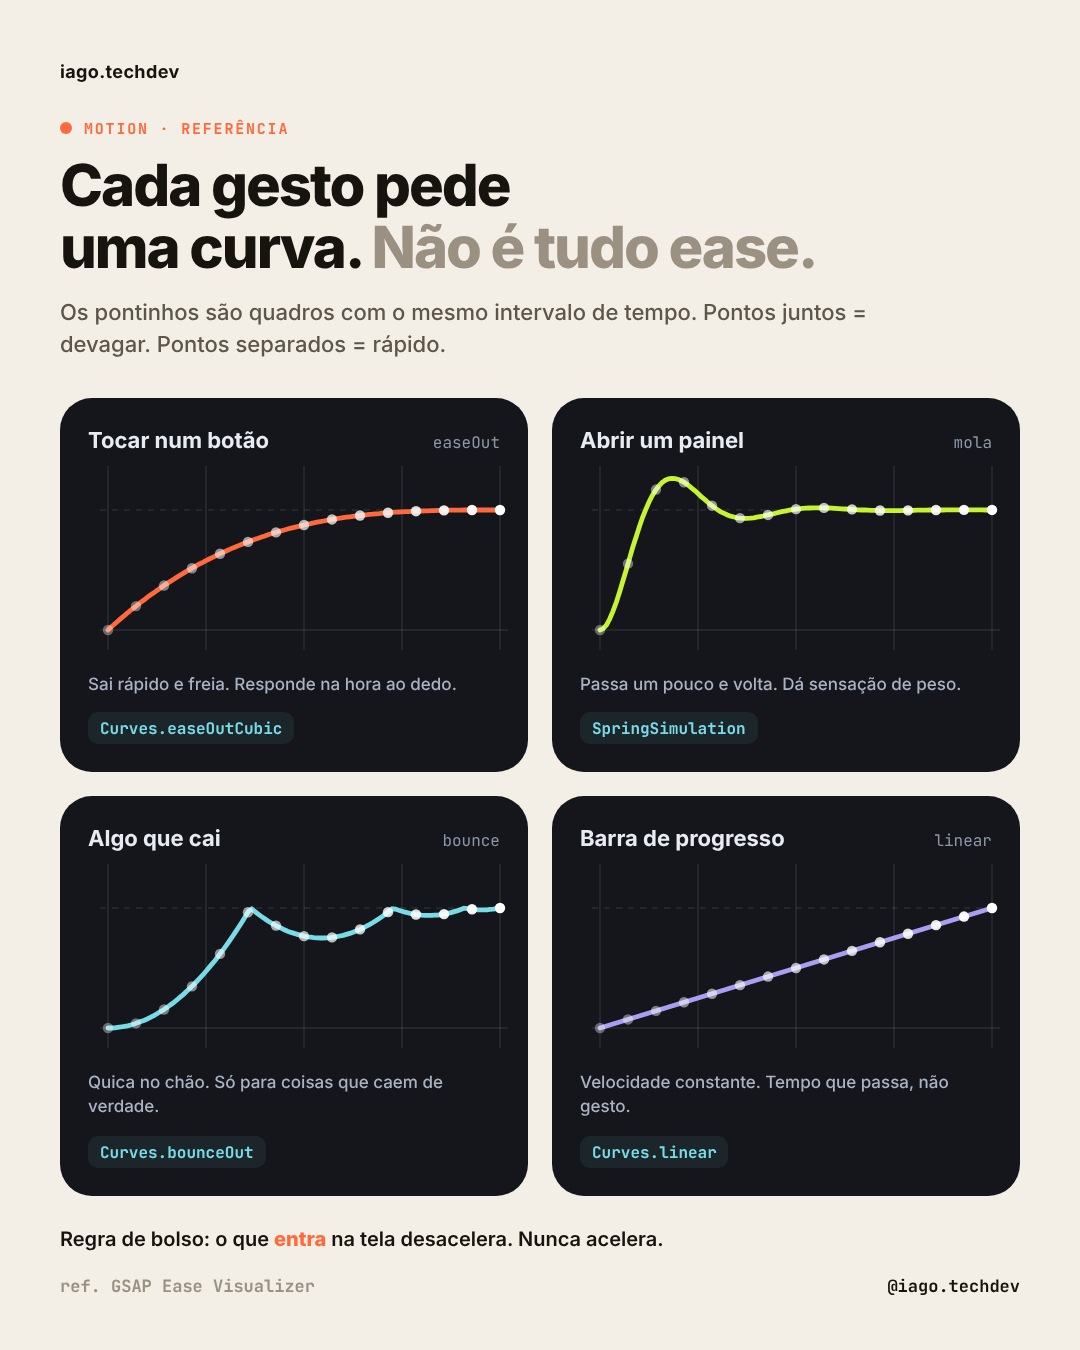 iago.techdev
MOTION · REFERÊNCIA
Cada gesto pede
uma curva. Não é tudo ease.
Os pontinhos são quadros com o mesmo intervalo de tempo. Pontos juntos =
devagar. Pontos separados = rápido.
Tocar num botão
easeOut
Sai rápido e freia. Responde na hora ao dedo.
Curves.easeOutCubic
Abrir um painel
mola
Passa um pouco e volta. Dá sensação de peso.
SpringSimulation
Algo que cai
bounce
Quica no chão. Só para coisas que caem de
verdade.
Curves.bounceOut
Barra de progresso
linear
Velocidade constante. Tempo que passa, não
gesto.
Curves.linear
Regra de bolso: o que entra na tela desacelera. Nunca acelera.
ref. GSAP Ease Visualizer
@iago.techdev